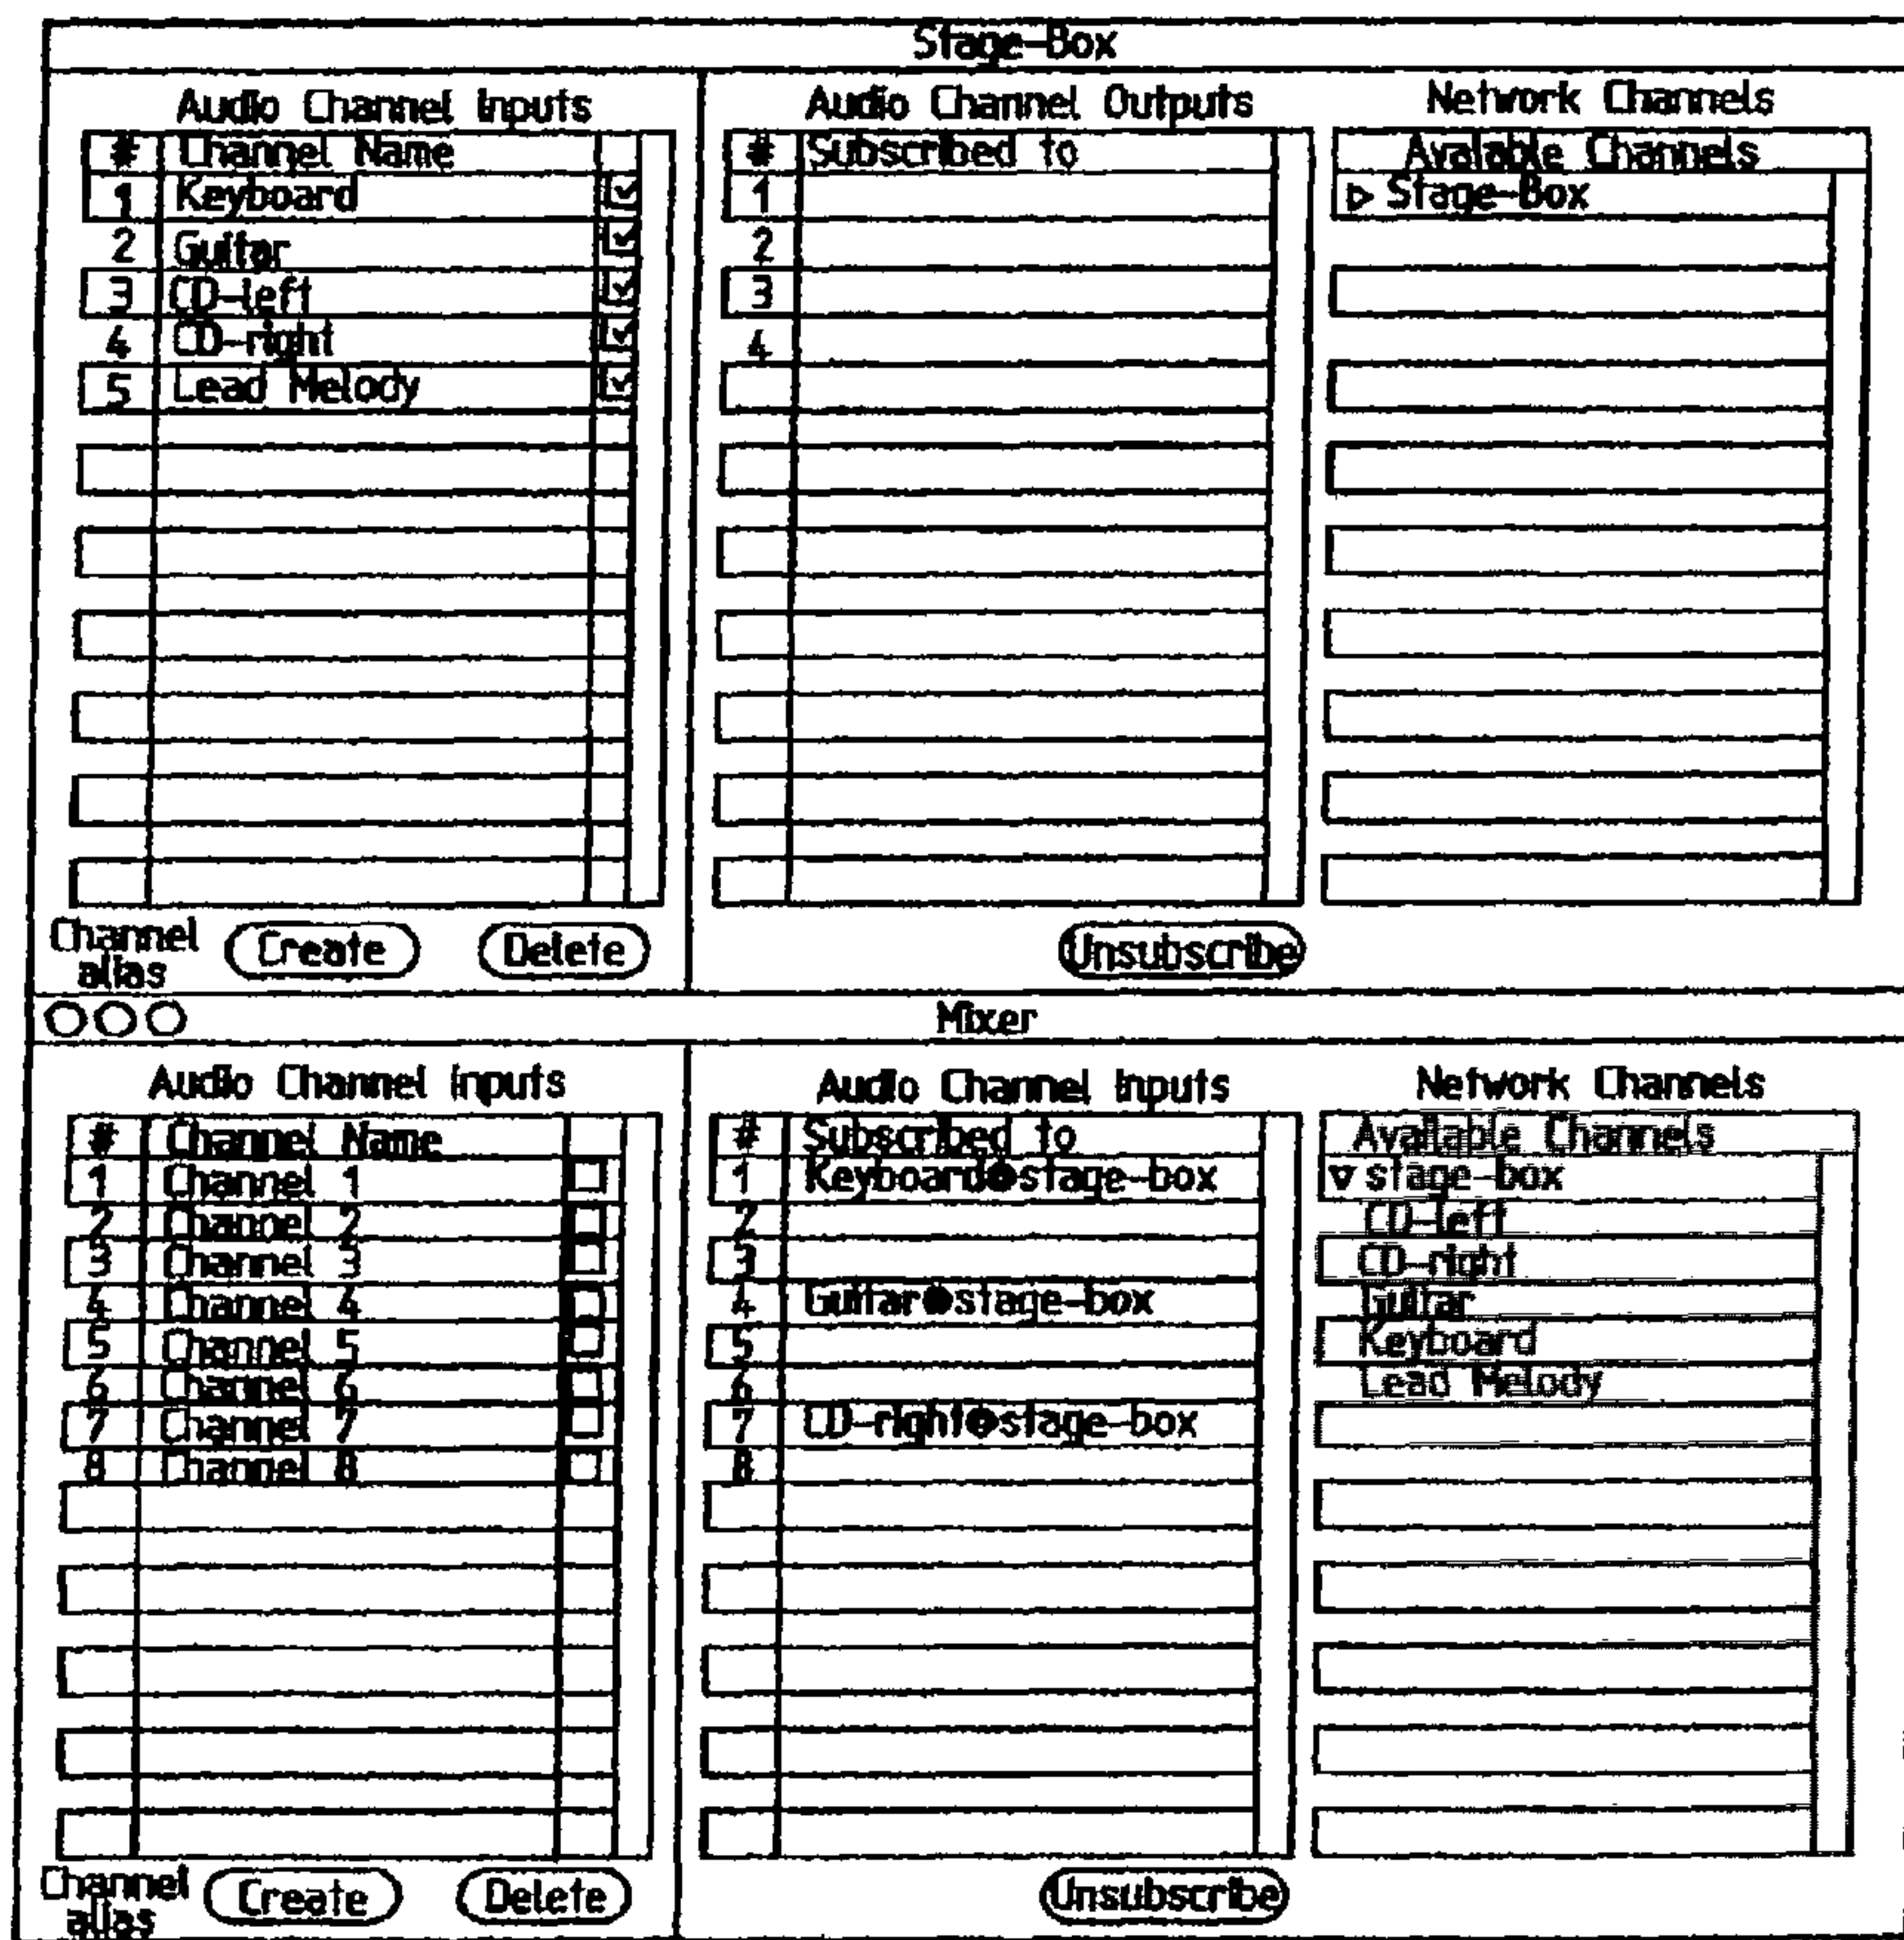 Stage-Box
Audio Channel Inputs
# Channel Name
1 Keyboard
2 Guitar
3 CD-left
4 CD-right
5 Lead Melody
Channel alias
Create Delete
Audio Channel Outputs
# Subscribed to
1
2
3
4
Unsubscribe
Network Channels
Avalable Channels
▷ Stage-Box
Mixer
Audio Channel Inputs
# Channel Name
1 Channel 1
2 Channel 2
3 Channel 3
4 Channel 4
5 Channel 5
6 Channel 6
7 Channel 7
8 Channel 8
Channel alias
Create Delete
Audio Channel Inputs
# Subscribed to
1 Keyboard@stage-box
2
3
4 Guitar@stage-box
5
6
7 CD-right@stage-box
8
Unsubscribe
Network Channels
Available Channels
▽ stage-box
CD-left
CD-right
Guitar
Keyboard
Lead Melody